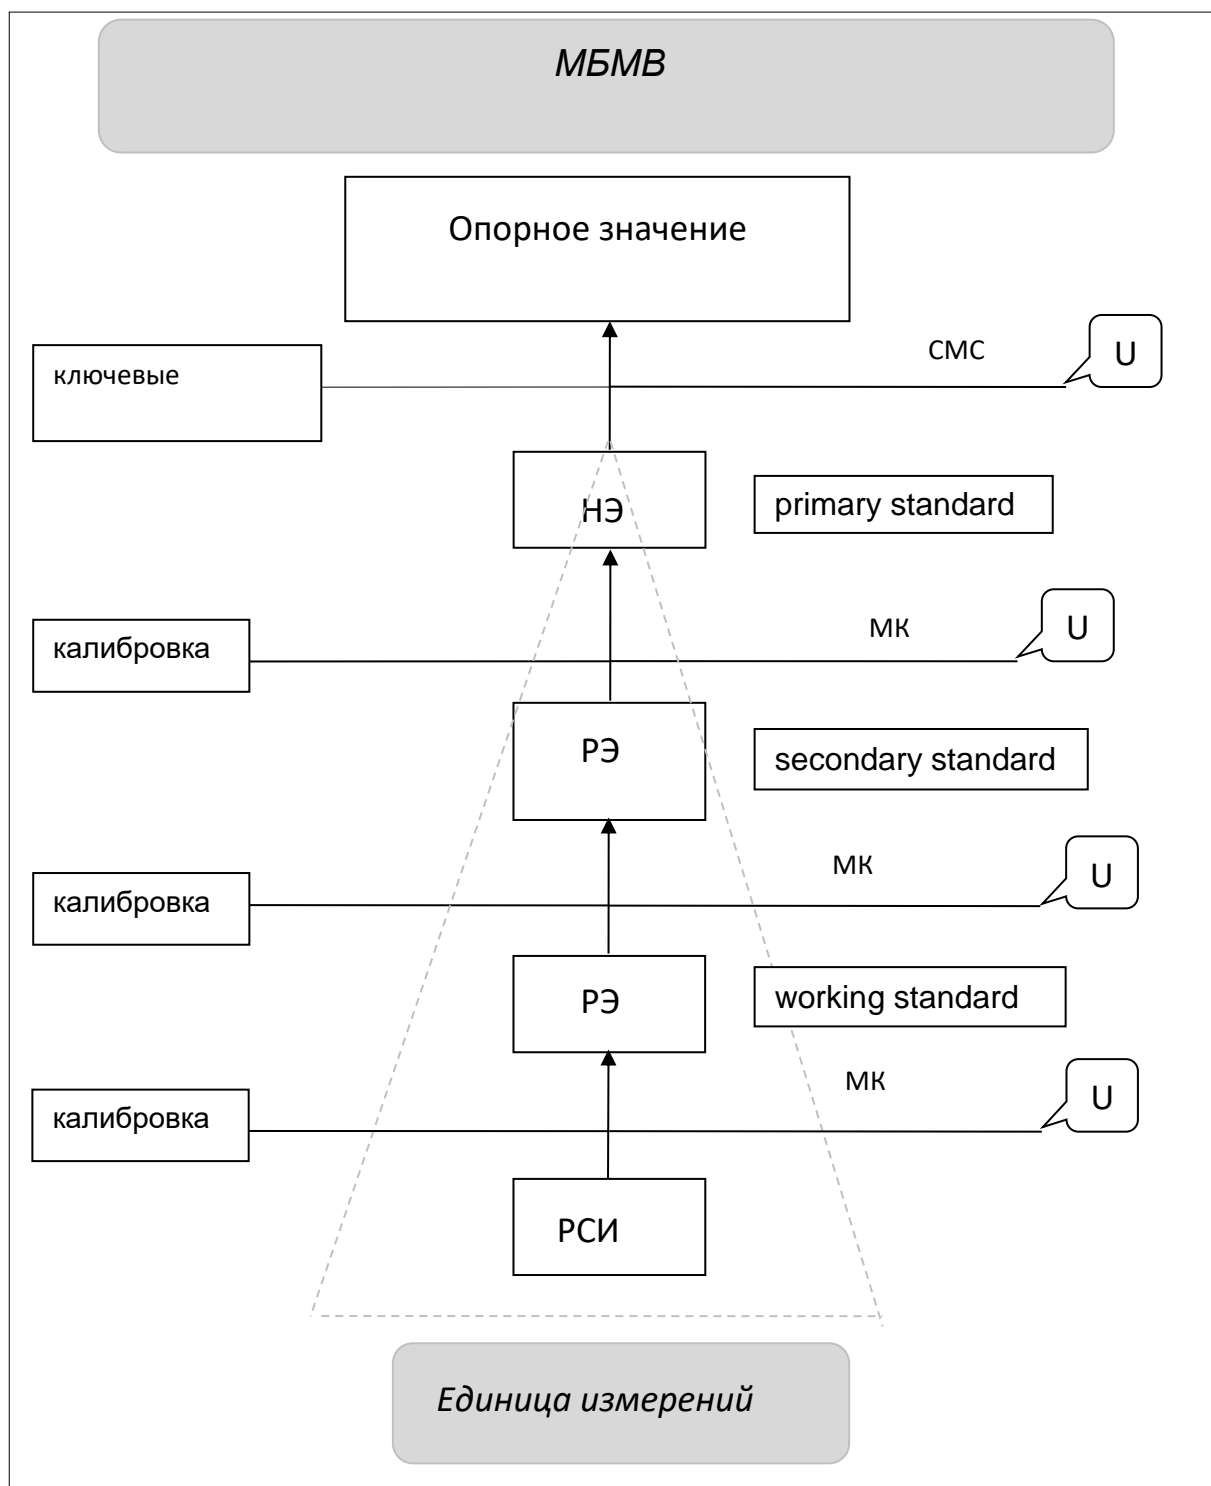 МБМВ
Опорное значение
СМС
U
ключевые
НЭ
primary standard
МК
U
калибровка
РЭ
secondary standard
МК
U
калибровка
РЭ
working standard
МК
U
калибровка
РСИ
Единица измерений